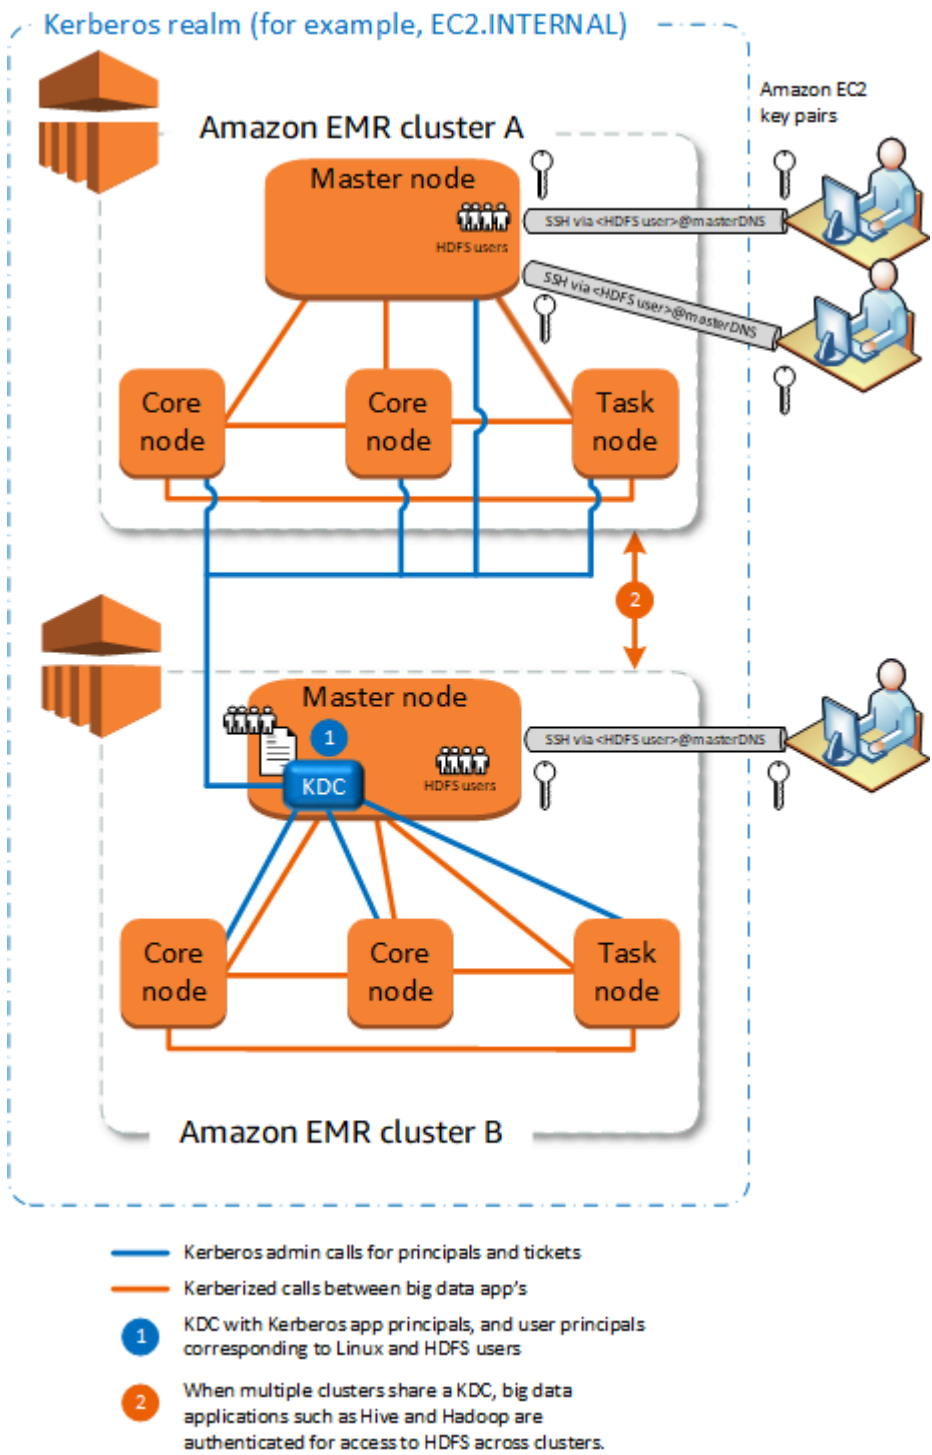 Kerberos realm (for example, EC2.INTERNAL)
Amazon EC2
key pairs
Amazon EMR cluster A
Master node
HDFS users
SSH via <HDFS user>@masterDNS
SSH via <HDFS user>@masterDNS
Core
node
Core
node
Task
node
2
Master node
1
KDC
HDFS users
SSH via <HDFS user>@masterDNS
Core
node
Core
node
Task
node
Amazon EMR cluster B
Kerberos admin calls for principals and tickets
Kerberized calls between big data app's
1
KDC with Kerberos app principals, and user principals
corresponding to Linux and HDFS users
2
When multiple clusters share a KDC, big data
applications such as Hive and Hadoop are
authenticated for access to HDFS across clusters.